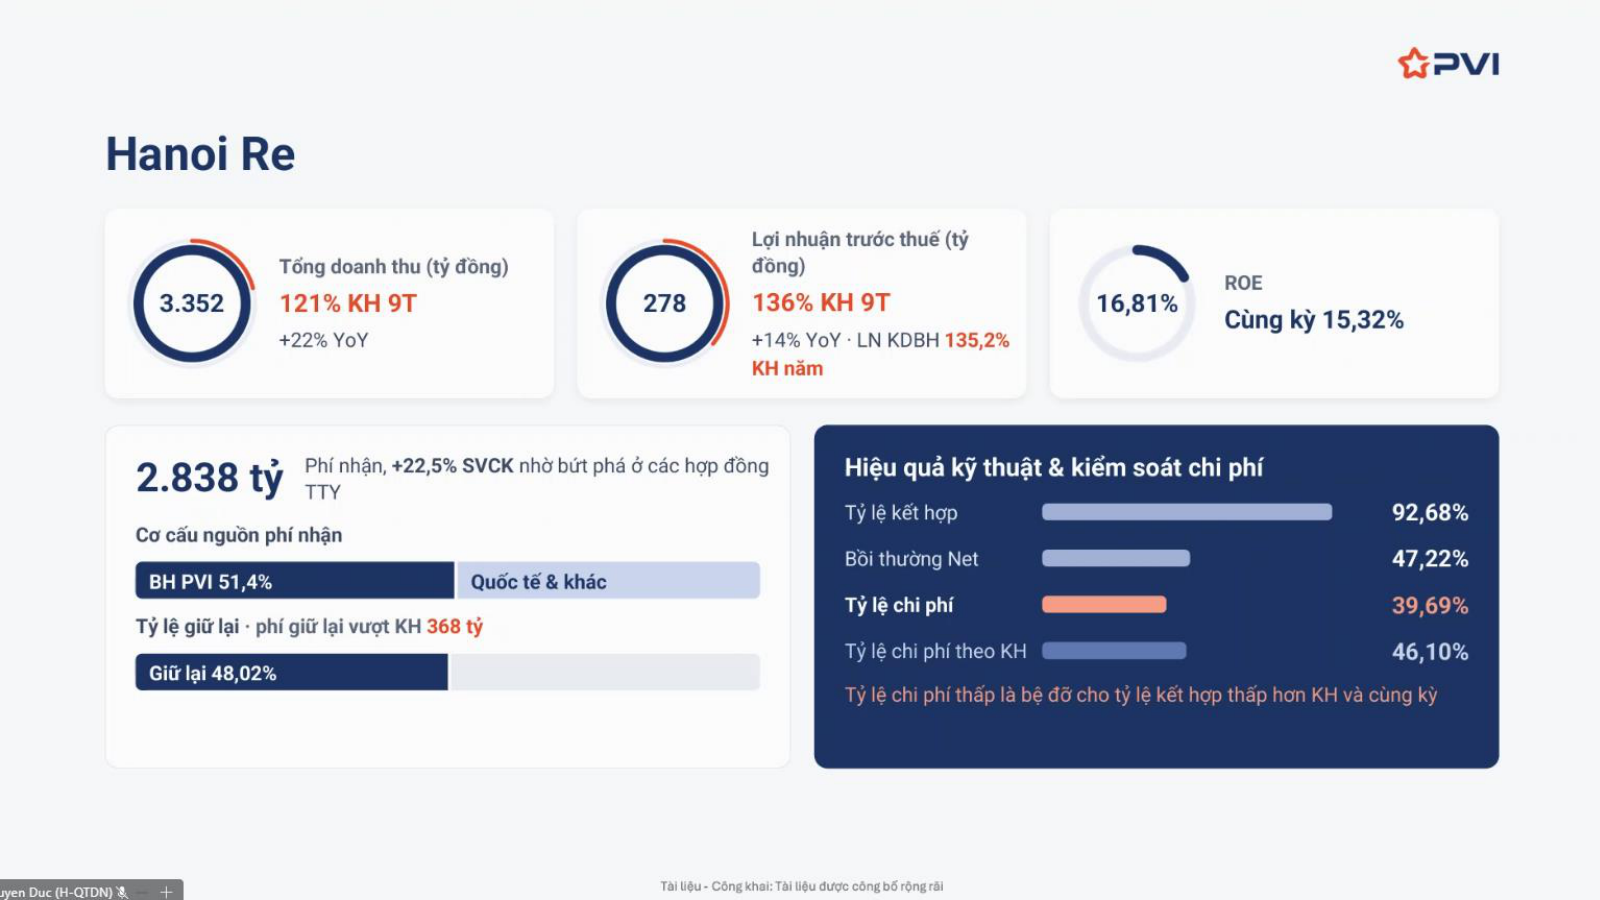 PVI
Hanoi Re
3.352
Tổng doanh thu (tỷ đồng)
121% KH 9T
+22% YoY
278
Lợi nhuận trước thuế (tỷ
đồng)
136% KH 9T
+14% YoY · LN KDBH 135,2%
KH năm
16,81%
ROE
Cùng kỳ 15,32%
2.838 tỷ
Phí nhận, +22,5% SVCK nhờ bứt phá ở các hợp đồng
TTY
Cơ cấu nguồn phí nhận
BH PVI 51,4%
Quốc tế & khác
Tỷ lệ giữ lại · phí giữ lại vượt KH 368 tỷ
Giữ lại 48,02%
Hiệu quả kỹ thuật & kiểm soát chi phí
Tỷ lệ kết hợp 92,68%
Bồi thường Net 47,22%
Tỷ lệ chi phí 39,69%
Tỷ lệ chi phí theo KH 46,10%
Tỷ lệ chi phí thấp là bệ đỡ cho tỷ lệ kết hợp thấp hơn KH và cùng kỳ
Tài liệu - Công khai: Tài liệu được công bố rộng rãi
uyen Duc (H-QTDN)